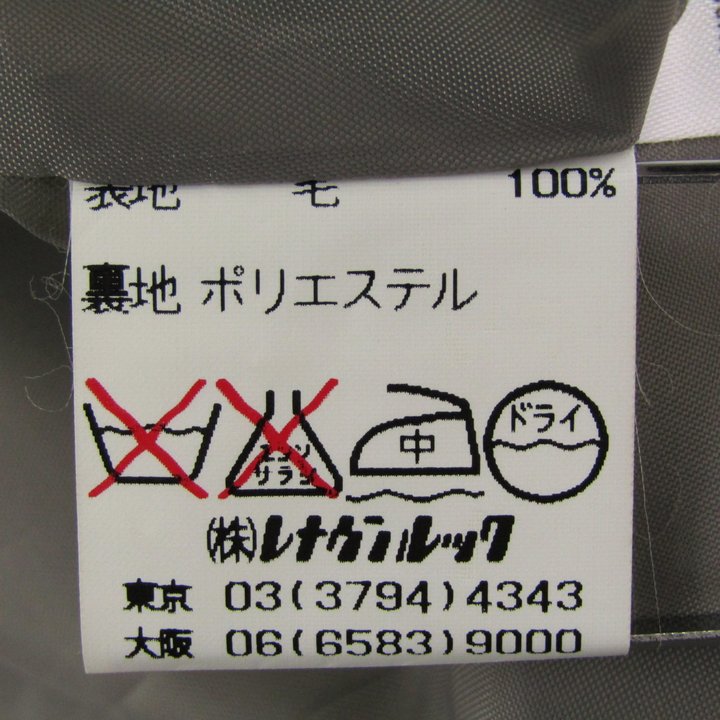 表地 毛 100%
裏地 ポリエステル
エンソ
サラシ
中
ドライ
㈱レナウンルック
東京 03(3794)4343
大阪 06(6583)9000